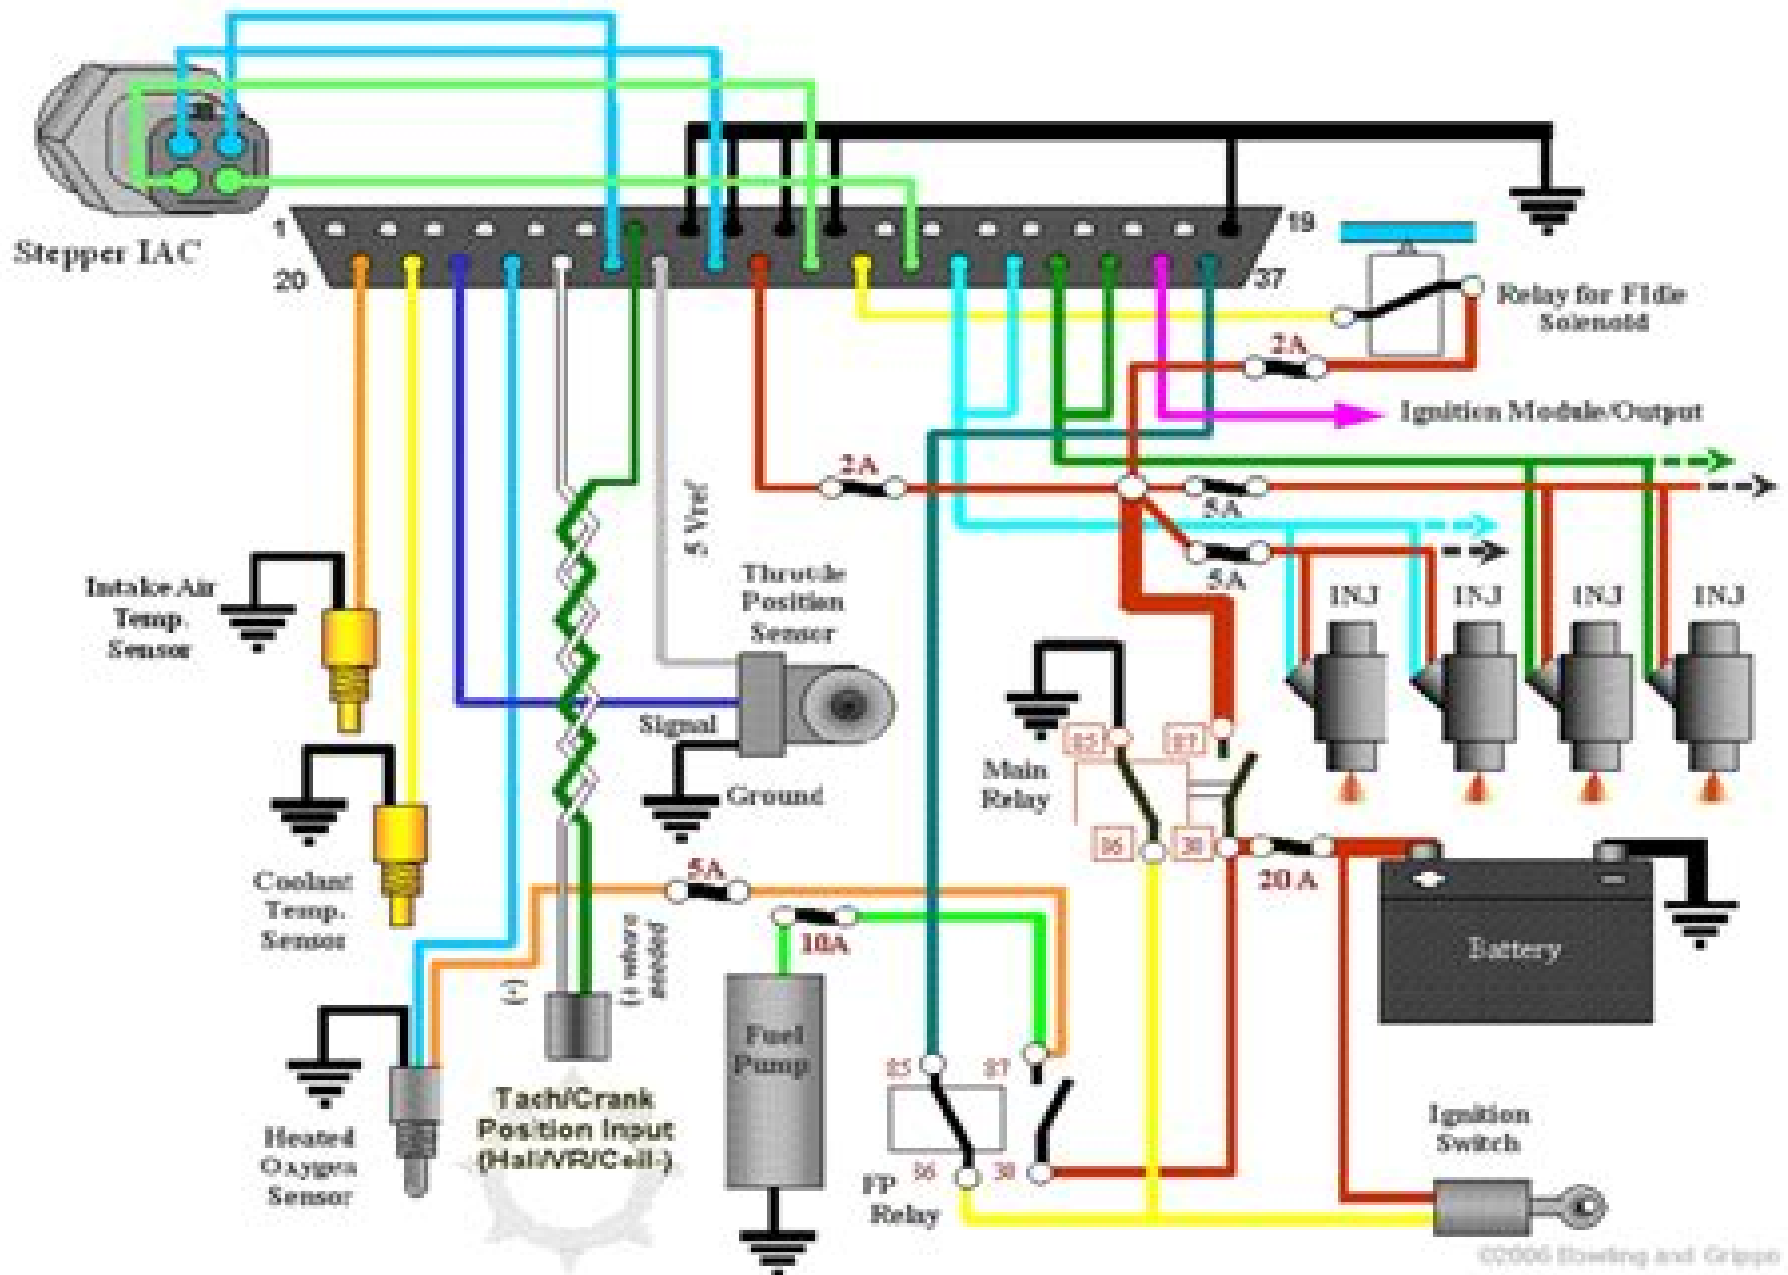 Stepper IAC
1
19
20
37
Relay for FIdle
Solenoid
2A
Ignition Module/Output
2A
5A
5 Vref
5A
Intake Air
Temp.
Sensor
Throttle
Position
Sensor
INJ
INJ
INJ
INJ
Signal
Ground
85
87
Main
Relay
86
30
20 A
Coolant
Temp.
Sensor
5A
10A
(-)
(+ where
needed
Battery
Fuel
Pump
85
87
Heated
Oxygen
Sensor
Tach/Crank
Position Input
(Hall/VR/Coil-)
86
30
FP
Relay
Ignition
Switch
©2006 Bowling and Grippo